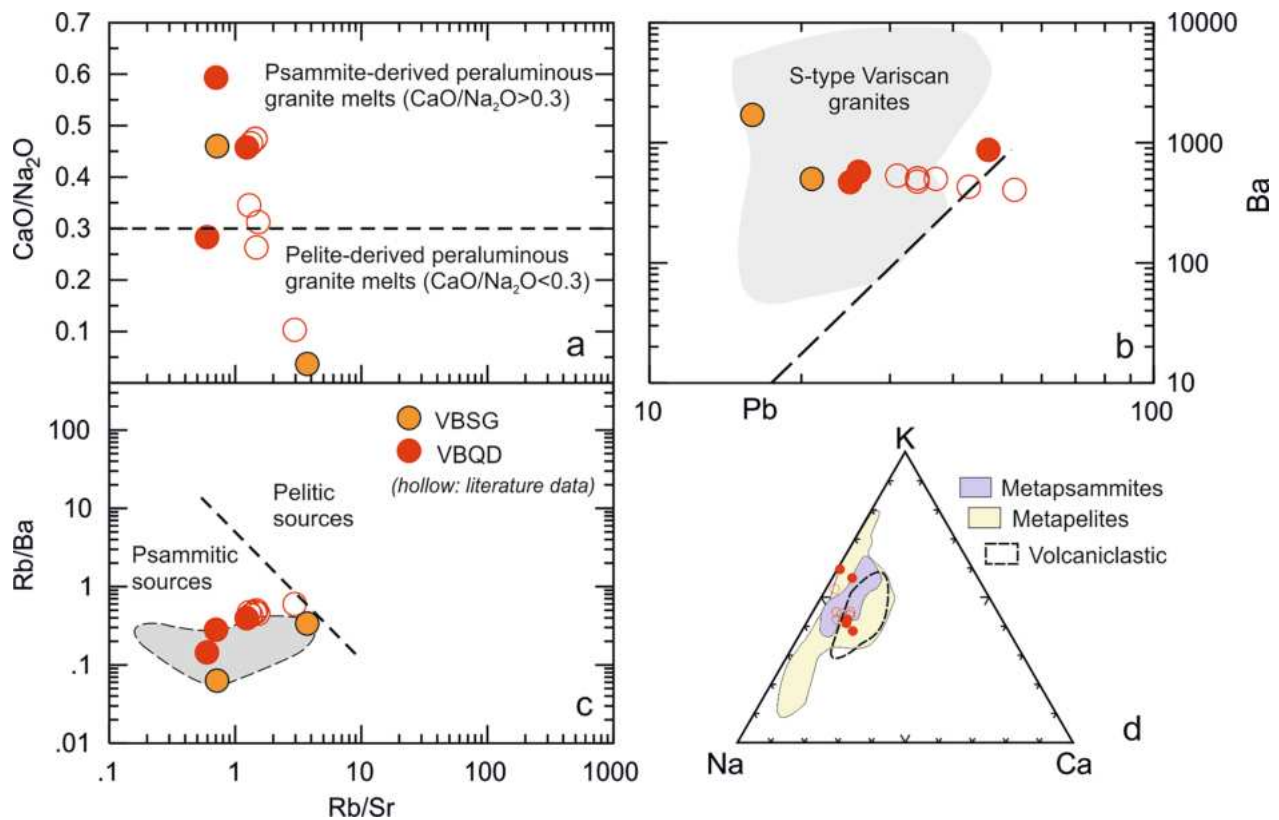 0.7
0.6
0.5
0.4
0.3
0.2
0.1
CaO/Na₂O
Psammite-derived peraluminous
granite melts (CaO/Na₂O>0.3)
Pelite-derived peraluminous
granite melts (CaO/Na₂O<0.3)
a
S-type Variscan
granites
b
10000
1000
100
10
Ba
10
Pb
100
100
10
1
.1
.01
Rb/Ba
VBSG
VBQD
(hollow: literature data)
Pelitic
sources
Psammitic
sources
c
.1
1
10
100
1000
Rb/Sr
K
Metapsammites
Metapelites
Volcaniclastic
d
Na
Ca